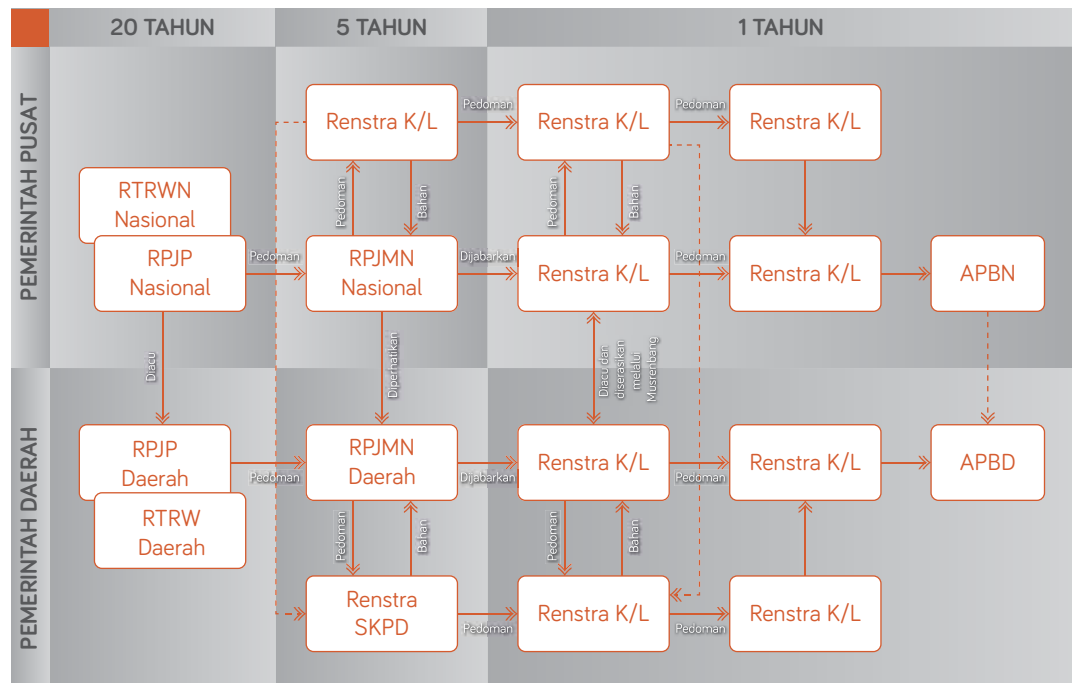 20 TAHUN
5 TAHUN
1 TAHUN
PEMERINTAH PUSAT
Renstra K/L
Pedoman
Renstra K/L
Pedoman
Renstra K/L
RTRWN
Nasional
Pedoman
Bahan
Pedoman
Bahan
RPJP
Nasional
Pedoman
RPJMN
Nasional
Dijabarkan
Renstra K/L
Pedoman
Renstra K/L
APBN
Diacu
Diperhatikan
Diacu dan
diserasikan
melalui
Musrenbang
PEMERINTAH DAERAH
RPJP
Daerah
Pedoman
RPJMN
Daerah
Dijabarkan
Renstra K/L
Pedoman
Renstra K/L
APBD
RTRW
Daerah
Pedoman
Bahan
Pedoman
Bahan
Renstra
SKPD
Pedoman
Renstra K/L
Pedoman
Renstra K/L